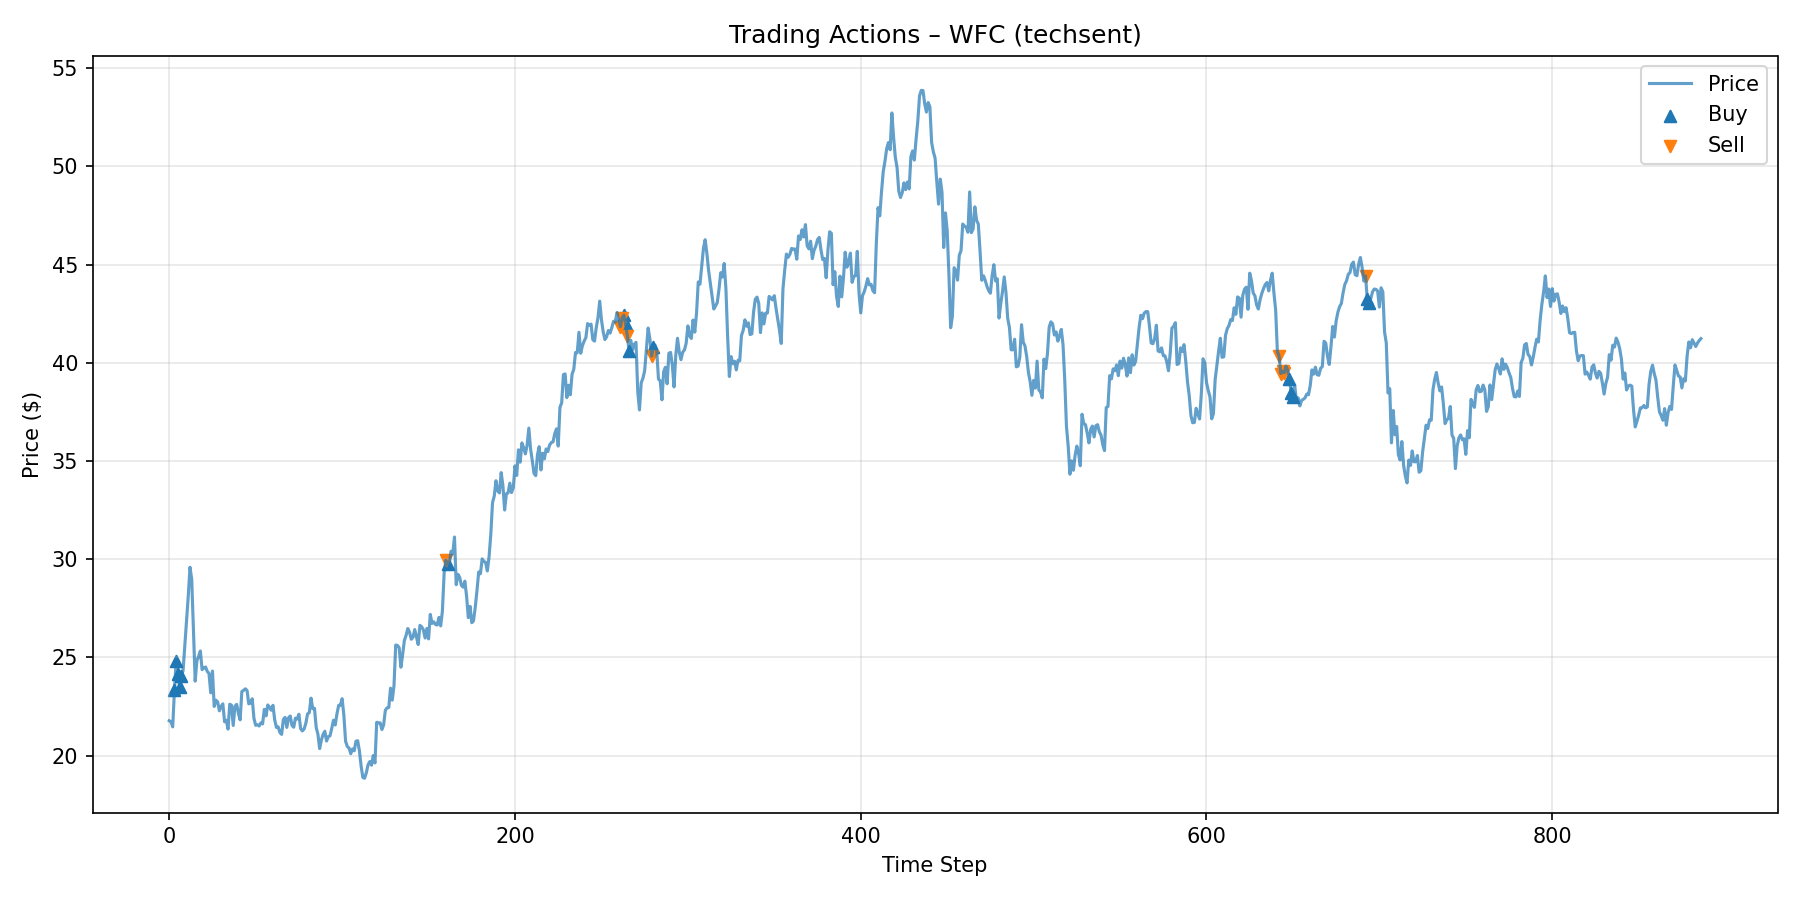 Trading Actions – WFC (techsent)
55
50
45
40
35
30
25
20
Price ($)
0 200 400 600 800
Time Step
Price
Buy
Sell